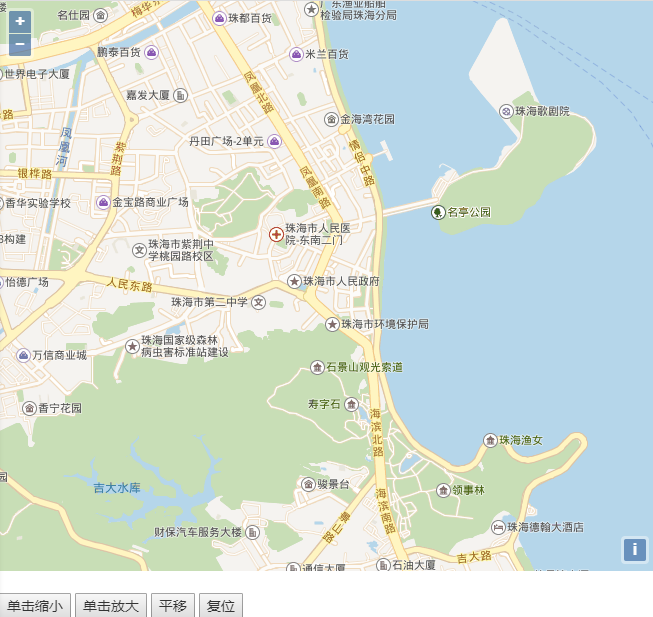 +
−
名仕园
梅华东
珠都百货
广东渔业船舶
检验局珠海分局
鹏泰百货
米兰百货
世界电子大厦
嘉发大厦
凤凰北路
珠海歌剧院
金海湾花园
路
凤凰河
紫荆路
丹田广场-2单元
情侣中路
银桦路
凤凰南路
香华实验学校
金宝路商业广场
名亭公园
3构建
珠海市紫荆中
学桃园路校区
珠海市人民医
院-东南二门
怡德广场
人民东路
珠海市人民政府
珠海市第二中学
珠海市环境保护局
珠海国家级森林
病虫害标准站建设
万信商业城
石景山观光索道
香宁花园
寿字石
海滨北路
珠海渔女
园
吉大水库
骏景台
领事林
海滨南路
景山路
财保汽车服务大楼
珠海德翰大酒店
吉大路
通信大厦
石油大厦
i
单击缩小
单击放大
平移
复位